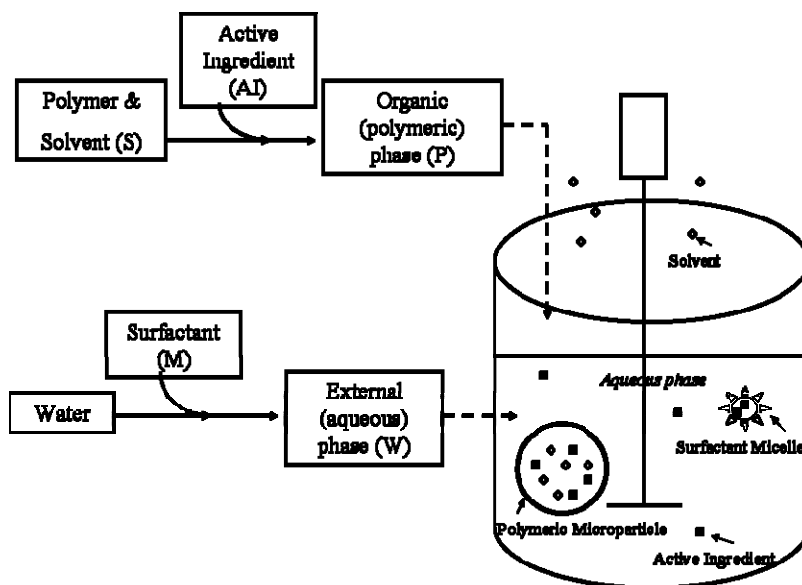 Active
Ingredient
(AI)
Polymer &
Solvent (S)
Organic
(polymeric)
phase (P)
Solvent
Surfactant
(M)
Water
External
(aqueous)
phase (W)
Aqueous phase
Surfactant Micelle
Polymeric Microparticle
Active Ingredient